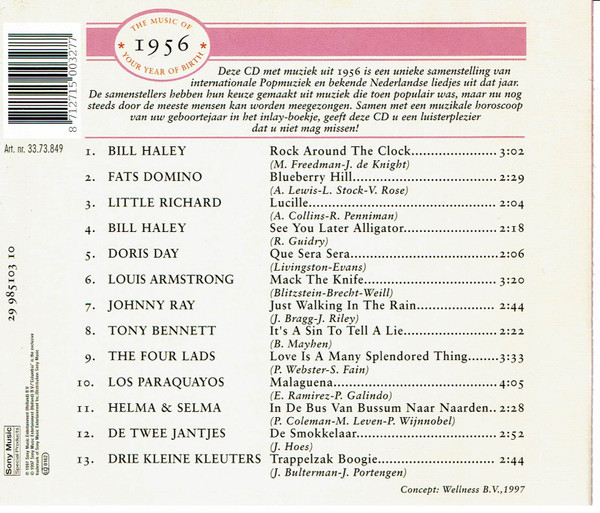 THE MUSIC OF
1956
YOUR YEAR OF BIRTH
Deze CD met muziek uit 1956 is een unieke samenstelling van
internationale Popmuziek en bekende Nederlandse liedjes uit dat jaar.
De samenstellers hebben hun keuze gemaakt uit muziek die toen populair was, maar nu nog
steeds door de meeste mensen kan worden meegezongen. Samen met een muzikale horoscoop
van uw geboortejaar in het inlay-boekje, geeft deze CD u een luisterplezier
dat u niet mag missen!
8 712715 003277
Art. nr. 33.73.849
1. BILL HALEY Rock Around The Clock 3:02
(M. Freedman-J. de Knight)
2. FATS DOMINO Blueberry Hill 2:29
(A. Lewis-L. Stock-V. Rose)
3. LITTLE RICHARD Lucille 2:04
(A. Collins-R. Penniman)
4. BILL HALEY See You Later Alligator 2:18
(R. Guidry)
5. DORIS DAY Que Sera Sera 2:06
(Livingston-Evans)
6. LOUIS ARMSTRONG Mack The Knife 3:20
(Blitzstein-Brecht-Weill)
7. JOHNNY RAY Just Walking In The Rain 2:44
(J. Bragg-J. Riley)
8. TONY BENNETT It's A Sin To Tell A Lie 2:22
(B. Mayhen)
9. THE FOUR LADS Love Is A Many Splendored Thing 3:33
(P. Webster-S. Fain)
10. LOS PARAQUAYOS Malaguena 4:05
(E. Ramirez-P. Galindo)
11. HELMA & SELMA In De Bus Van Bussum Naar Naarden 2:28
(P. Coleman-M. Leven-P. Wijnnobel)
12. DE TWEE JANTJES De Smokkelaar 2:52
(J. Hoes)
13. DRIE KLEINE KLEUTERS Trappelzak Boogie 2:44
(J. Bulterman-J. Portengen)
Concept: Wellness B.V.,1997
29 985103 10
Sony Music
Special Products